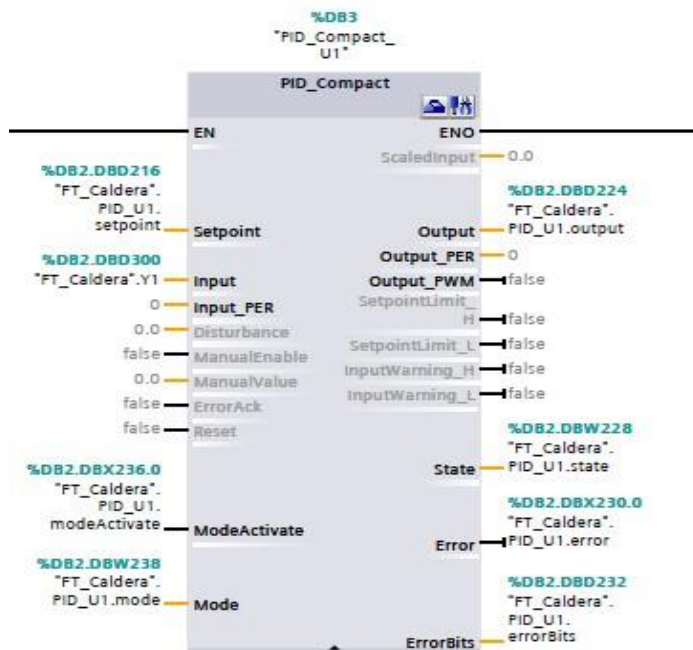 %DB3
"PID_Compact_
U1"
PID_Compact
EN
ENO
ScaledInput
0.0
%DB2.DBD216
"FT_Caldera".
PID_U1.
setpoint
Setpoint
%DB2.DBD224
"FT_Caldera".
PID_U1.output
Output
Output_PER
0
%DB2.DBD300
"FT_Caldera".Y1
Input
Output_PWM
false
0
Input_PER
SetpointLimit_
H
false
0.0
Disturbance
SetpointLimit_L
false
false
ManualEnable
InputWarning_H
false
0.0
ManualValue
InputWarning_L
false
false
ErrorAck
false
Reset
%DB2.DBW228
"FT_Caldera".
PID_U1.state
State
%DB2.DBX236.0
"FT_Caldera".
PID_U1.
modeActivate
ModeActivate
%DB2.DBX230.0
"FT_Caldera".
PID_U1.error
Error
%DB2.DBW238
"FT_Caldera".
PID_U1.mode
Mode
%DB2.DBD232
"FT_Caldera".
PID_U1.
errorBits
ErrorBits